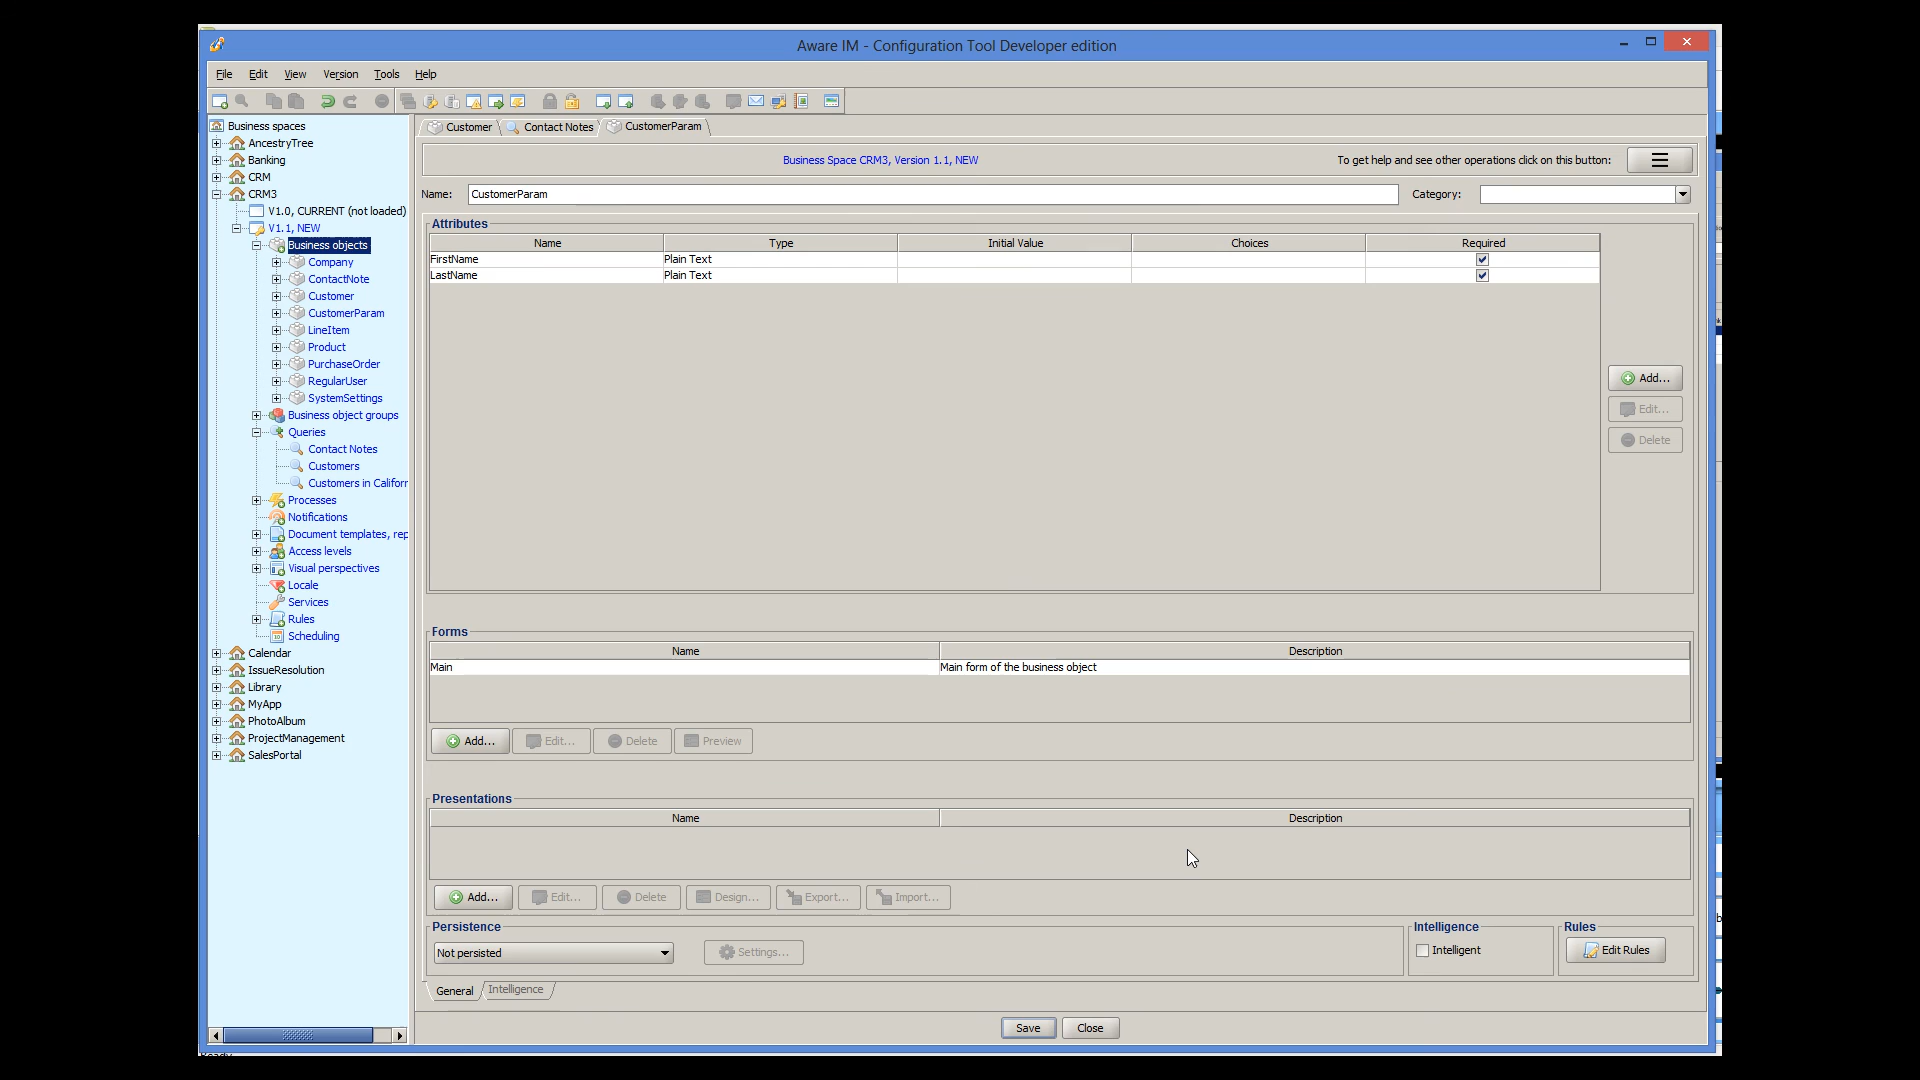 Aware IM - Configuration Tool Developer edition
File Edit View Version Tools Help
Business spaces
AncestryTree
Banking
CRM
CRM3
V1.0, CURRENT (not loaded)
V1.1, NEW
Business objects
Company
ContactNote
Customer
CustomerParam
LineItem
Product
PurchaseOrder
RegularUser
SystemSettings
Business object groups
Queries
Contact Notes
Customers
Customers in Califor
Processes
Notifications
Document templates, rep
Access levels
Visual perspectives
Locale
Services
Rules
Scheduling
Calendar
IssueResolution
Library
MyApp
PhotoAlbum
ProjectManagement
SalesPortal
Customer Contact Notes CustomerParam
Business Space CRM3, Version 1.1, NEW
To get help and see other operations click on this button:
Name: CustomerParam Category:
Attributes
Name Type Initial Value Choices Required
FirstName Plain Text
LastName Plain Text
Add...
Edit...
Delete
Forms
Name Description
Main Main form of the business object
Add... Edit... Delete Preview
Presentations
Name Description
Add... Edit... Delete Design... Export... Import...
Persistence
Not persisted Settings...
Intelligence
Intelligent
Rules
Edit Rules
General Intelligence
Save Close